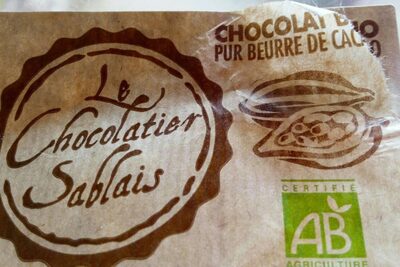 Le
Chocolatier
Sablais
CHOCOLAT BIO
PUR BEURRE DE CACAO
CERTIFIÉ
AB
AGRICULTURE